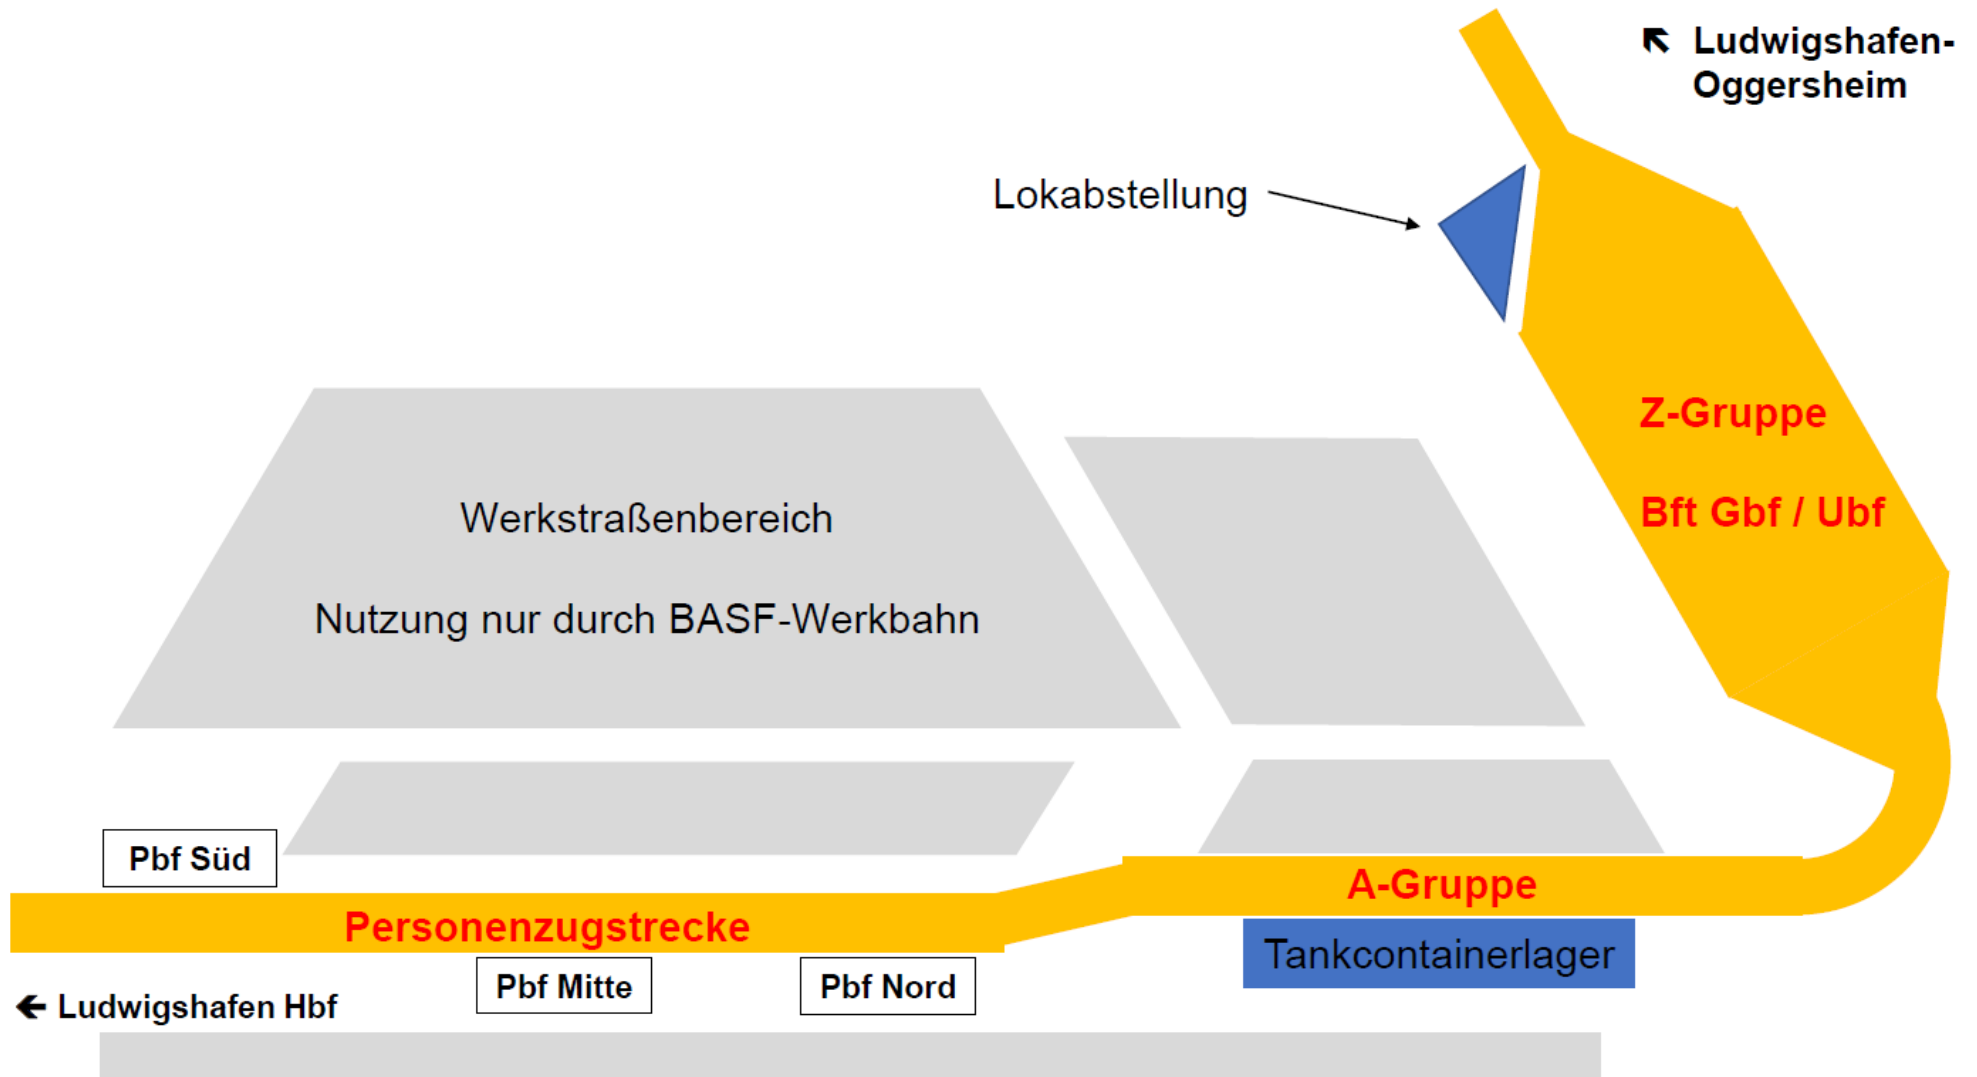 🡬 Ludwigshafen-
Oggersheim
Lokabstellung
Z-Gruppe
Bft Gbf / Ubf
Werkstraßenbereich
Nutzung nur durch BASF-Werkbahn
Pbf Süd
A-Gruppe
Personenzugstrecke
Tankcontainerlager
Pbf Mitte
Pbf Nord
🡨 Ludwigshafen Hbf